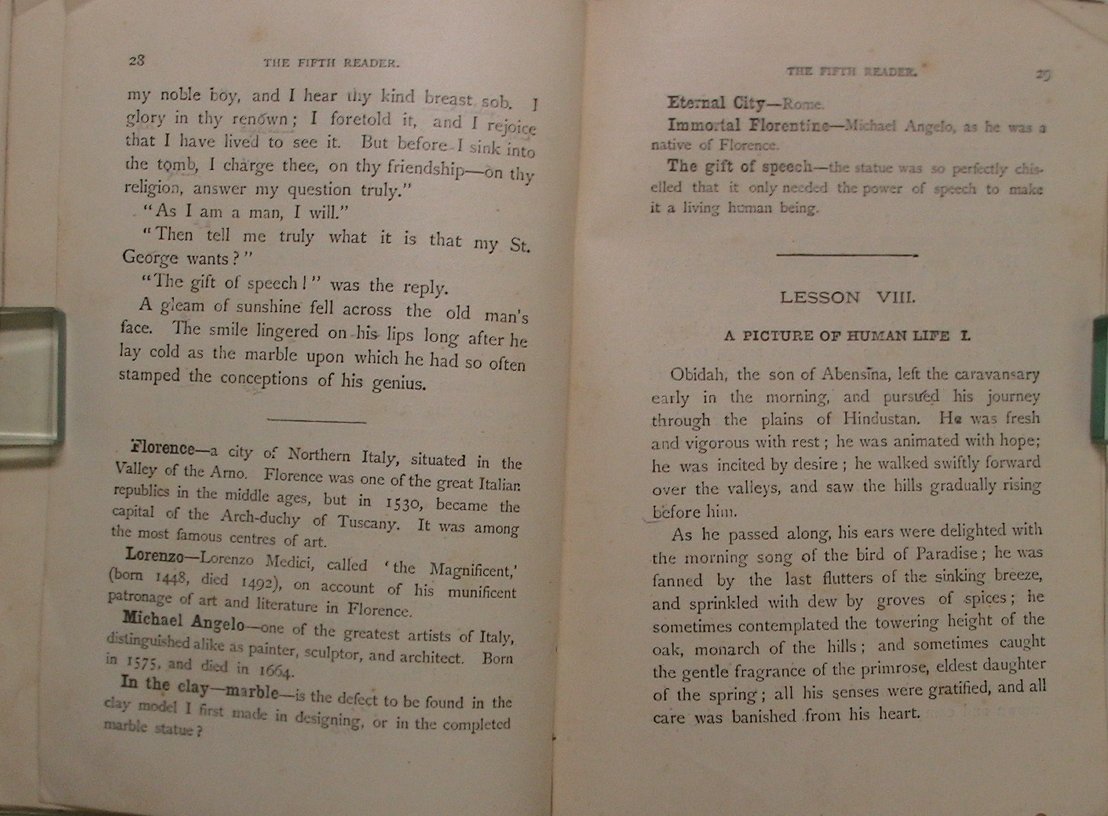 28
THE FIFTH READER.
my noble boy, and I hear thy kind breast sob. I
glory in thy renown; I foretold it, and I rejoice
that I have lived to see it. But before I sink into
the tomb, I charge thee, on thy friendship—on thy
religion, answer my question truly."
"As I am a man, I will."
"Then tell me truly what it is that my St.
George wants?"
"The gift of speech!" was the reply.
A gleam of sunshine fell across the old man's
face. The smile lingered on his lips long after he
lay cold as the marble upon which he had so often
stamped the conceptions of his genius.
Florence—a city of Northern Italy, situated in the
Valley of the Arno. Florence was one of the great Italian
republics in the middle ages, but in 1530, became the
capital of the Arch-duchy of Tuscany. It was among
the most famous centres of art.
Lorenzo—Lorenzo Medici, called 'the Magnificent,'
(born 1448, died 1492), on account of his munificent
patronage of art and literature in Florence.
Michael Angelo—one of the greatest artists of Italy,
distinguished alike as painter, sculptor, and architect. Born
in 1575, and died in 1664.
In the clay—marble—is the defect to be found in the
clay model I first made in designing, or in the completed
marble statue?
THE FIFTH READER.
29
Eternal City—Rome.
Immortal Florentine—Michael Angelo, as he was a
native of Florence.
The gift of speech—the statue was so perfectly chis-
elled that it only needed the power of speech to make
it a living human being.
LESSON VIII.
A PICTURE OF HUMAN LIFE I.
Obidah, the son of Abensina, left the caravansary
early in the morning, and pursued his journey
through the plains of Hindustan. He was fresh
and vigorous with rest; he was animated with hope;
he was incited by desire; he walked swiftly forward
over the valleys, and saw the hills gradually rising
before him.
As he passed along, his ears were delighted with
the morning song of the bird of Paradise; he was
fanned by the last flutters of the sinking breeze,
and sprinkled with dew by groves of spices; he
sometimes contemplated the towering height of the
oak, monarch of the hills; and sometimes caught
the gentle fragrance of the primrose, eldest daughter
of the spring; all his senses were gratified, and all
care was banished from his heart.